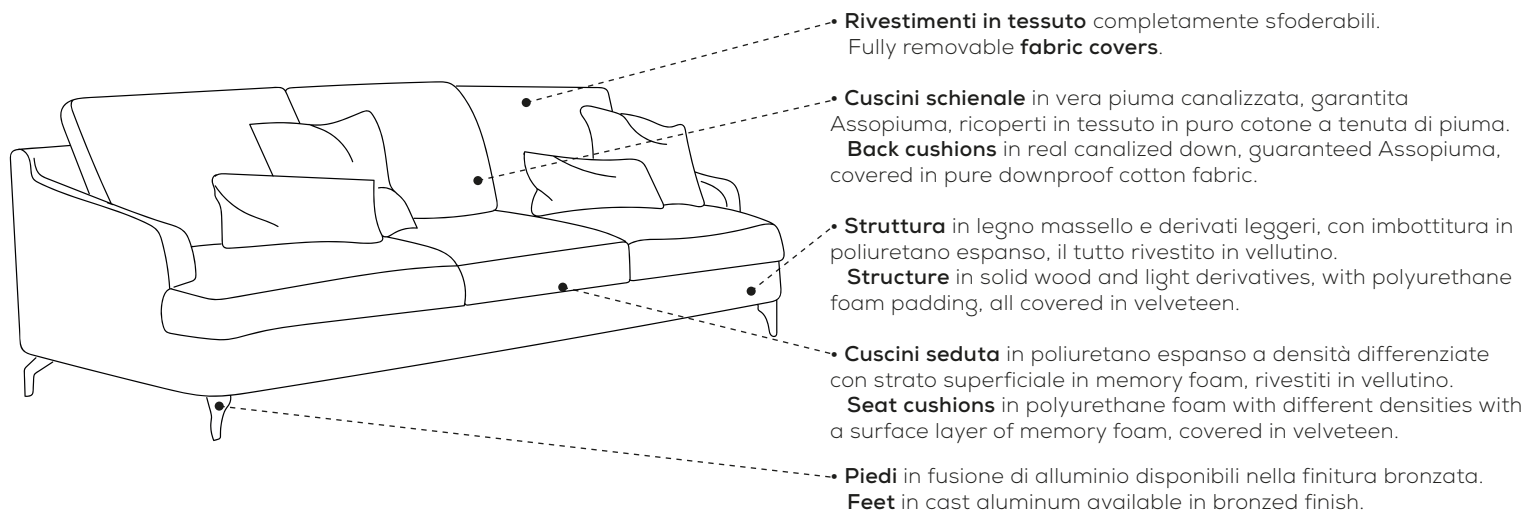 • Rivestimenti in tessuto completamente sfoderabili.
Fully removable fabric covers.
• Cuscini schienale in vera piuma canalizzata, garantita
Assopiuma, ricoperti in tessuto in puro cotone a tenuta di piuma.
Back cushions in real canalized down, guaranteed Assopiuma,
covered in pure downproof cotton fabric.
• Struttura in legno massello e derivati leggeri, con imbottitura in
poliuretano espanso, il tutto rivestito in vellutino.
Structure in solid wood and light derivatives, with polyurethane
foam padding, all covered in velveteen.
• Cuscini seduta in poliuretano espanso a densità differenziate
con strato superficiale in memory foam, rivestiti in vellutino.
Seat cushions in polyurethane foam with different densities with
a surface layer of memory foam, covered in velveteen.
• Piedi in fusione di alluminio disponibili nella finitura bronzata.
Feet in cast aluminum available in bronzed finish.